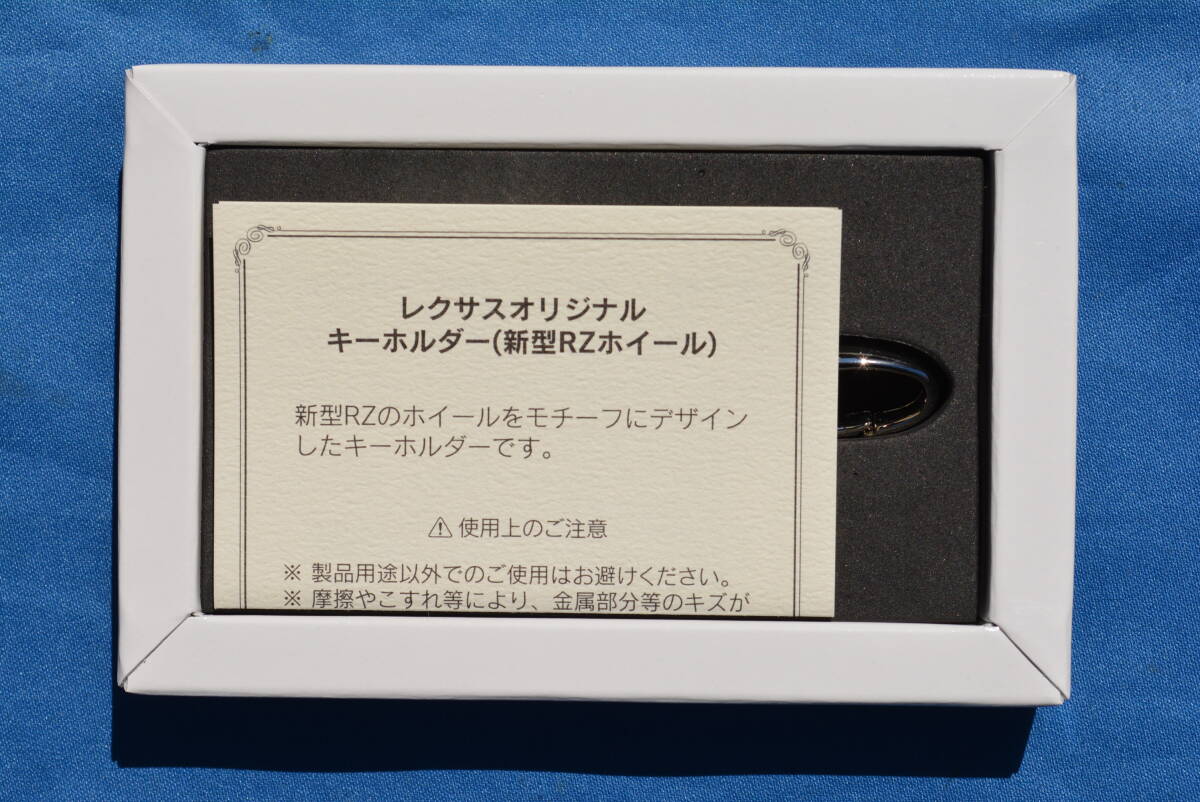 レクサスオリジナル
キーホルダー(新型RZホイール)
新型RZのホイールをモチーフにデザイン
したキーホルダーです。
⚠ 使用上のご注意
※ 製品用途以外でのご使用はお避けください。
※ 摩擦やこすれ等により、金属部分等のキズが